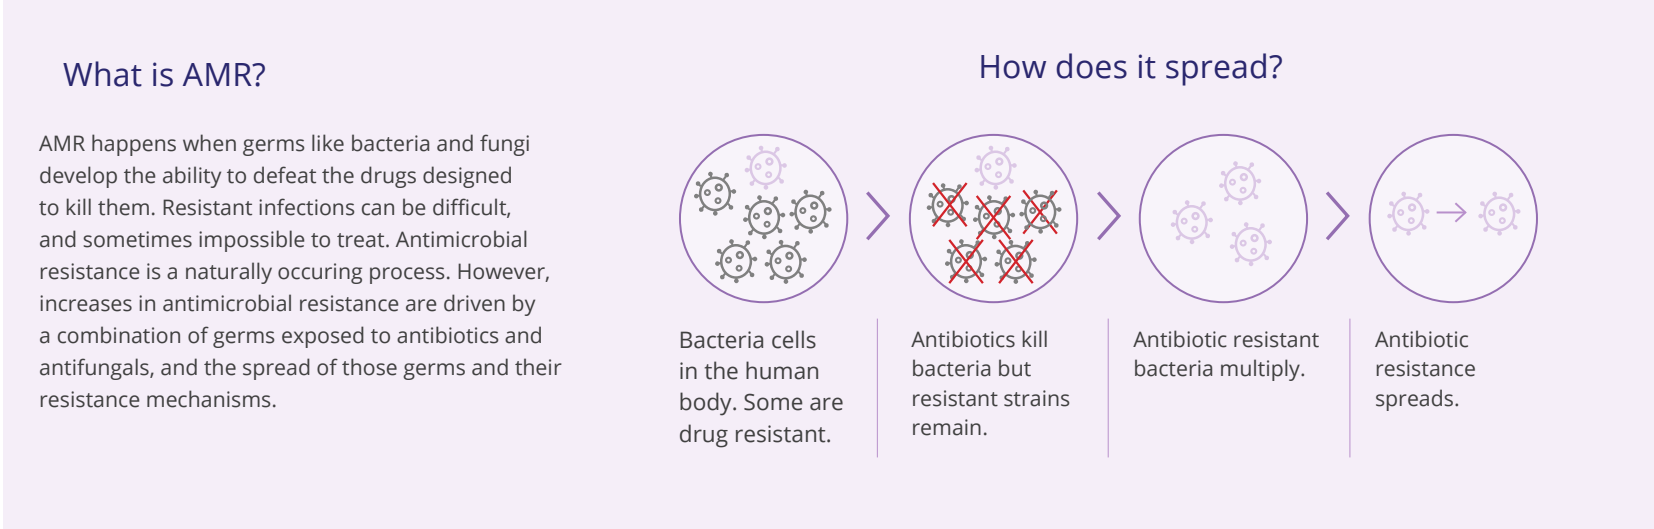 What is AMR?
AMR happens when germs like bacteria and fungi
develop the ability to defeat the drugs designed
to kill them. Resistant infections can be difficult,
and sometimes impossible to treat. Antimicrobial
resistance is a naturally occuring process. However,
increases in antimicrobial resistance are driven by
a combination of germs exposed to antibiotics and
antifungals, and the spread of those germs and their
resistance mechanisms.
How does it spread?
Bacteria cells
in the human
body. Some are
drug resistant.
Antibiotics kill
bacteria but
resistant strains
remain.
Antibiotic resistant
bacteria multiply.
Antibiotic
resistance
spreads.